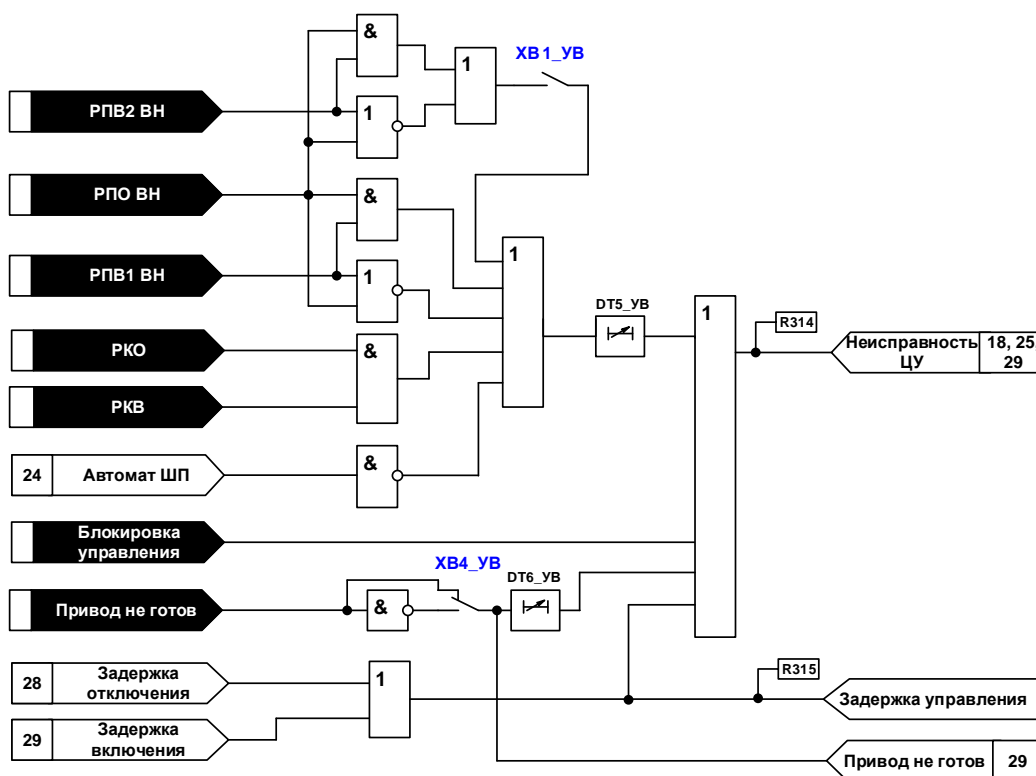 &
1
ХВ1_УВ
РПВ2 ВН
1
РПО ВН
&
1
РПВ1 ВН
1
DT5_УВ
1
R314
Неисправность
ЦУ
18, 25
29
РКО
&
РКВ
24
Автомат ШП
&
Блокировка
управления
ХВ4_УВ
DT6_УВ
Привод не готов
&
28
Задержка
отключения
1
R315
Задержка управления
29
Задержка
включения
Привод не готов
29